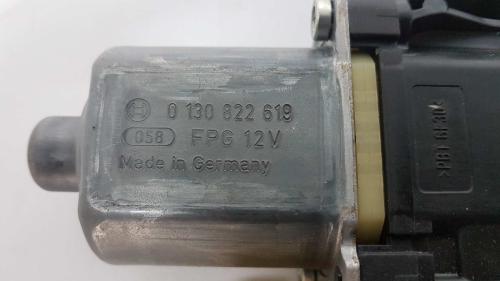 0 130 822 619
058 FPG 12V
Made in Germany